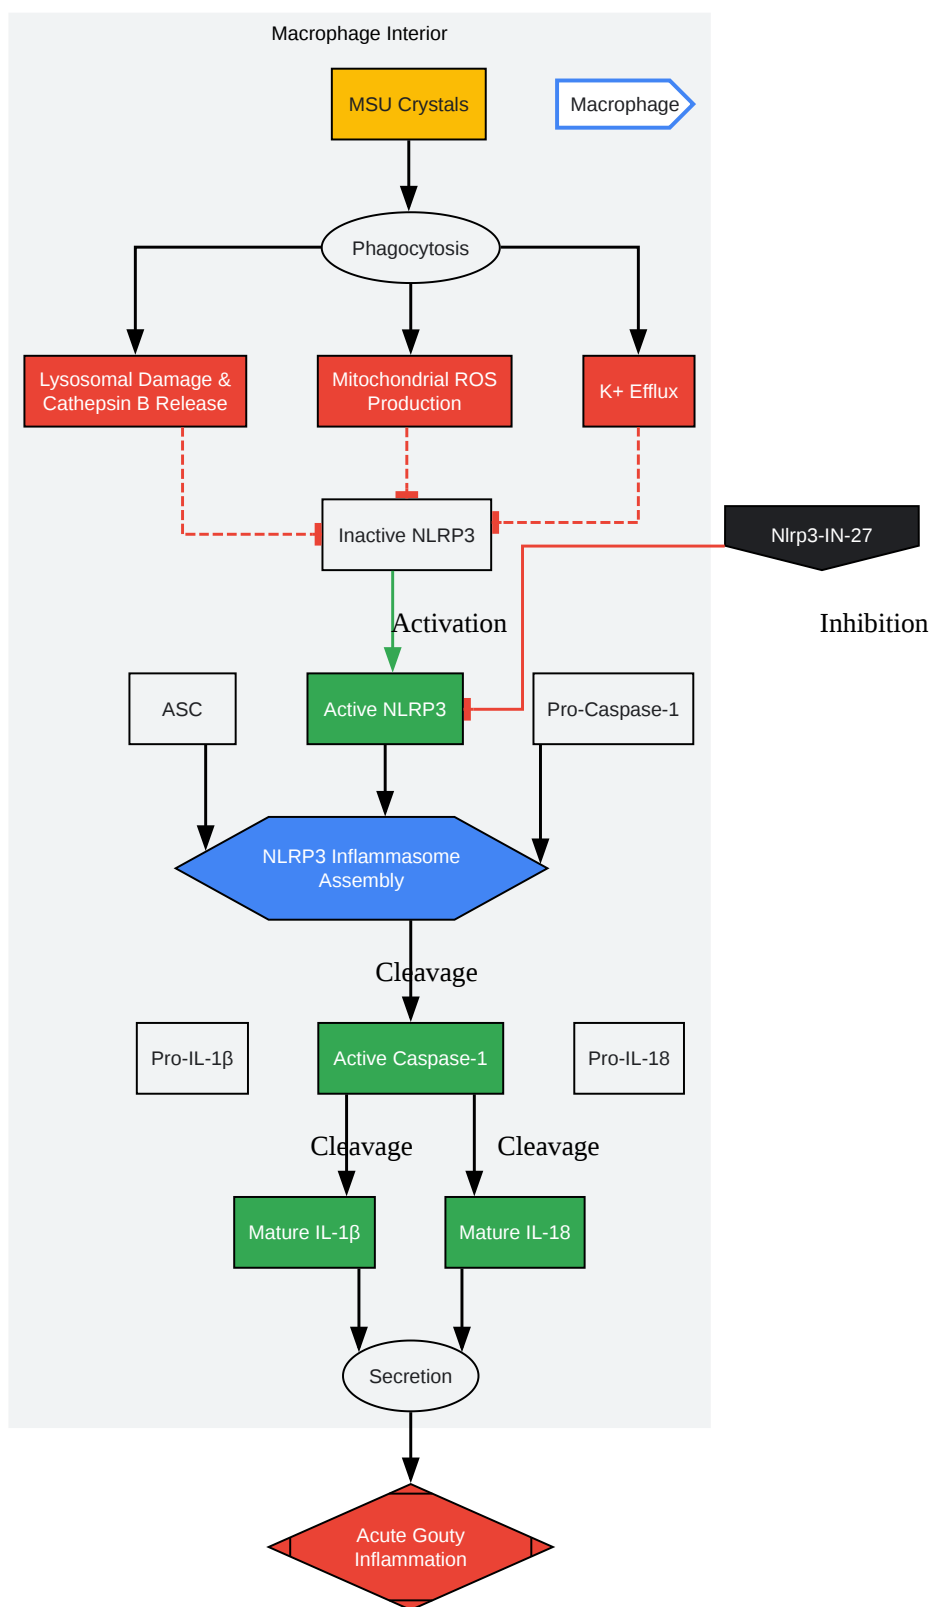 Macrophage Interior
MSU Crystals
Macrophage
Phagocytosis
Lysosomal Damage &
Cathepsin B Release
Mitochondrial ROS
Production
K+ Efflux
Inactive NLRP3
Nlrp3-IN-27
Activation
Inhibition
ASC
Active NLRP3
Pro-Caspase-1
NLRP3 Inflammasome
Assembly
Cleavage
Pro-IL-1β
Active Caspase-1
Pro-IL-18
Cleavage
Cleavage
Mature IL-1β
Mature IL-18
Secretion
Acute Gouty
Inflammation